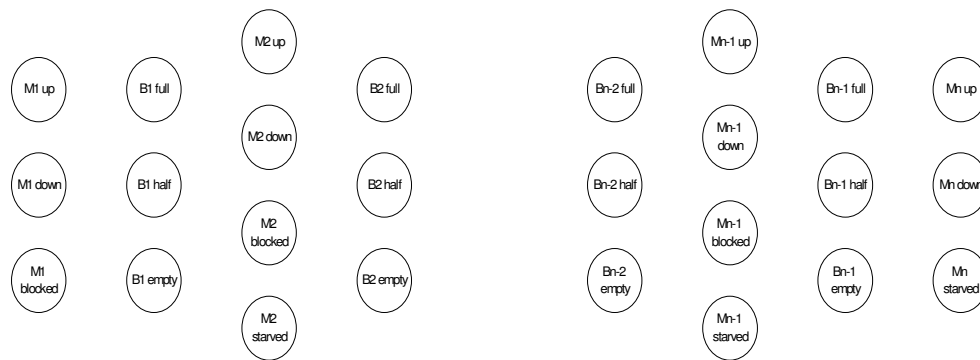 M1 up
M1 down
M1
blocked
B1 full
B1 half
B1 empty
M2 up
M2 down
M2
blocked
M2
starved
B2 full
B2 half
B2 empty
Bn-2 full
Bn-2 half
Bn-2
empty
Mn-1 up
Mn-1
down
Mn-1
blocked
Mn-1
starved
Bn-1 full
Bn-1 half
Bn-1
empty
Mn up
Mn down
Mn
starved